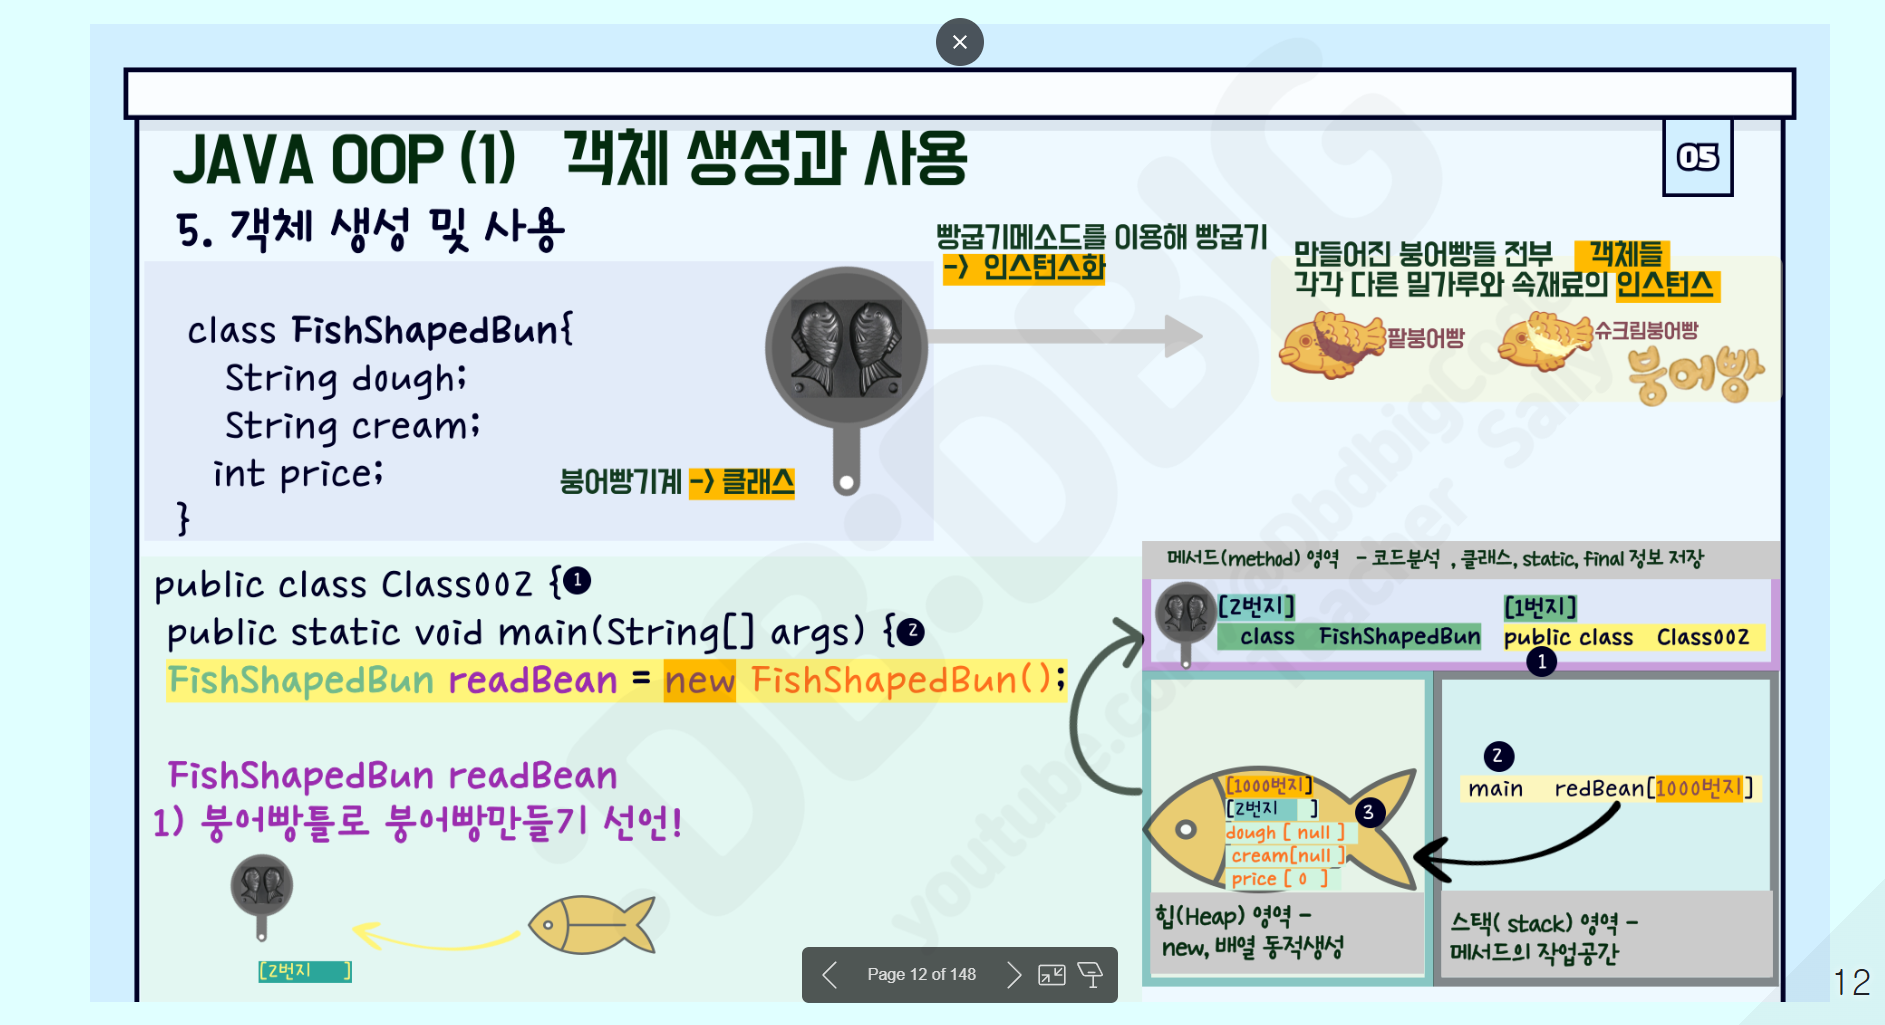 JAVA OOP (1) 객체 생성과 사용
05
5. 객체 생성 및 사용
class FishShapedBun{
String dough;
String cream;
int price;
}
붕어빵기계 -> 클래스
빵굽기메소드를 이용해 빵굽기
-> 인스턴스화
만들어진 붕어빵들 전부 객체들
각각 다른 밀가루와 속재료의 인스턴스
팥붕어빵
슈크림붕어빵
붕어빵
public class Class002 {1
public static void main(String[] args) {2
FishShapedBun readBean = new FishShapedBun();
FishShapedBun readBean
1) 붕어빵틀로 붕어빵만들기 선언!
[2번지 ]
메서드(method) 영역 - 코드분석 , 클래스, static, final 정보 저장
[2번지] [1번지]
class FishShapedBun public class Class002
1
2
main redBean[1000번지]
[1000번지]
[2번지 ] 3
dough [ null ]
cream[null ]
price [ 0 ]
힙(Heap) 영역 -
new, 배열 동적생성
스택( stack) 영역 -
메서드의 작업공간
Page 12 of 148
12
DB:DBIG
youtube.com/@DbdbigCode
Teacher Sally